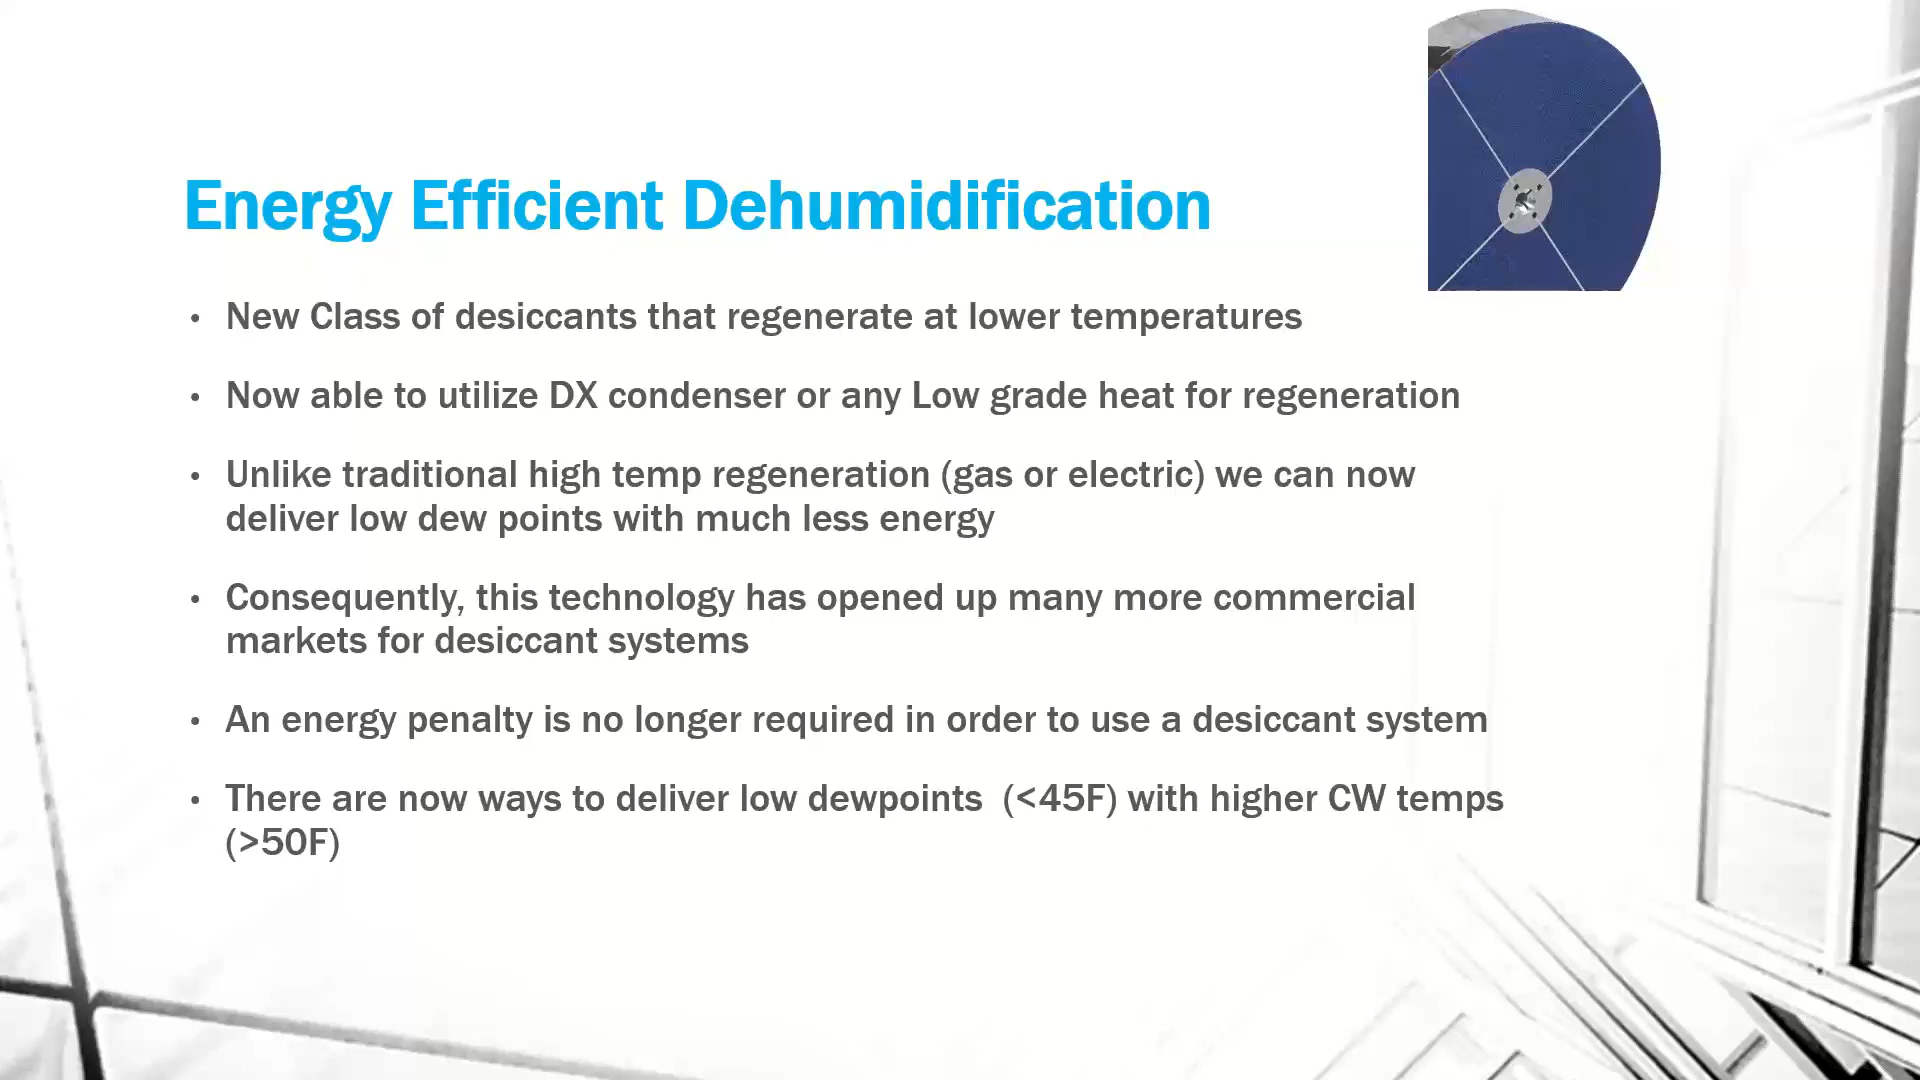 Energy Efficient Dehumidification
• New Class of desiccants that regenerate at lower temperatures
• Now able to utilize DX condenser or any Low grade heat for regeneration
• Unlike traditional high temp regeneration (gas or electric) we can now
deliver low dew points with much less energy
• Consequently, this technology has opened up many more commercial
markets for desiccant systems
• An energy penalty is no longer required in order to use a desiccant system
• There are now ways to deliver low dewpoints  (<45F) with higher CW temps
(>50F)